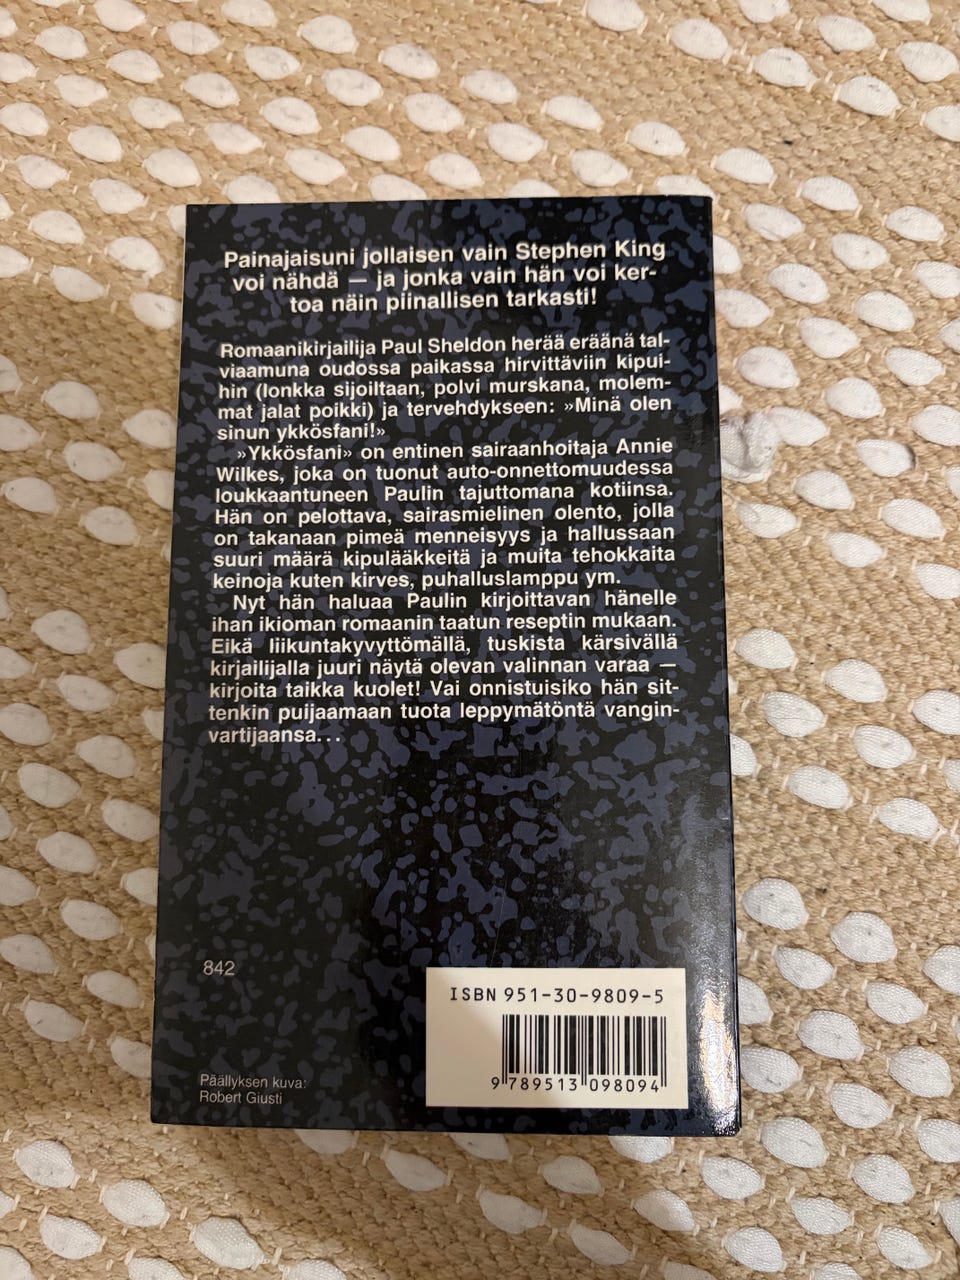 Painajaisuni jollaisen vain Stephen King
voi nähdä — ja jonka vain hän voi ker-
toa näin piinallisen tarkasti!
Romaanikirjailija Paul Sheldon herää eräänä tal-
viaamuna oudossa paikassa hirvittäviin kipui-
hin (lonkka sijoiltaan, polvi murskana, molem-
mat jalat poikki) ja tervehdykseen: »Minä olen
sinun ykkösfani!»
»Ykkösfani» on entinen sairaanhoitaja Annie
Wilkes, joka on tuonut auto-onnettomuudessa
loukkaantuneen Paulin tajuttomana kotiinsa.
Hän on pelottava, sairasmielinen olento, jolla
on takanaan pimeä menneisyys ja hallussaan
suuri määrä kipulääkkeitä ja muita tehokkaita
keinoja kuten kirves, puhalluslamppu ym.
Nyt hän haluaa Paulin kirjoittavan hänelle
ihan ikioman romaanin taatun reseptin mukaan.
Eikä liikuntakyvyttömällä, tuskista kärsivällä
kirjailijalla juuri näytä olevan valinnan varaa —
kirjoita taikka kuolet! Vai onnistuisiko hän sit-
tenkin puijaamaan tuota leppymätöntä vangin-
vartijaansa...
842
ISBN 951-30-9809-5
9 789513 098094
Päällyksen kuva:
Robert Giusti